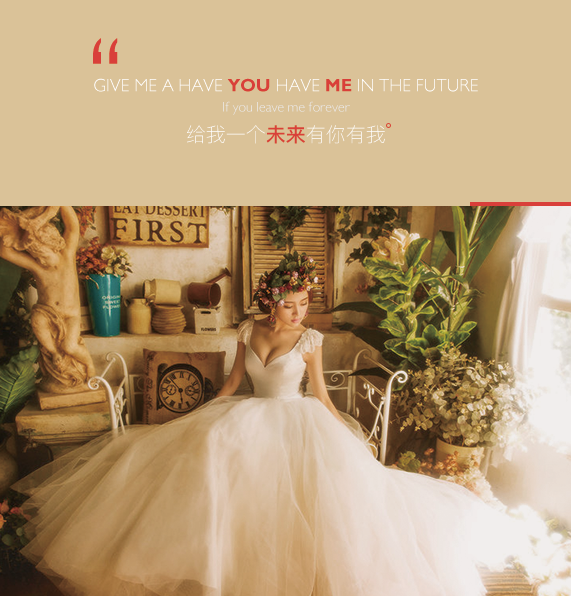 “
GIVE ME A HAVE YOU HAVE ME IN THE FUTURE
If you leave me forever
给我一个未来有你有我°
EAT DESSERT
FIRST